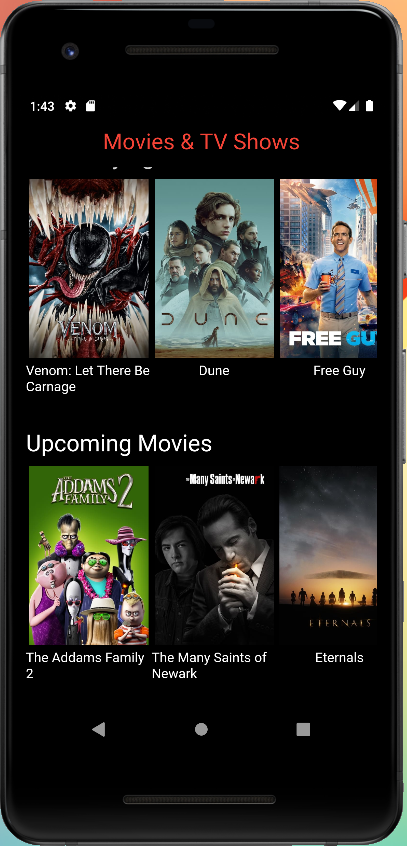 1:43
Movies & TV Shows
VENOM
DUNC
FREE GU
Venom: Let There Be
Carnage
Dune
Free Guy
Upcoming Movies
THE
ADDAMS
FAMILY 2
The Many Saints of Newark
ETERNALS
The Addams Family
2
The Many Saints of
Newark
Eternals